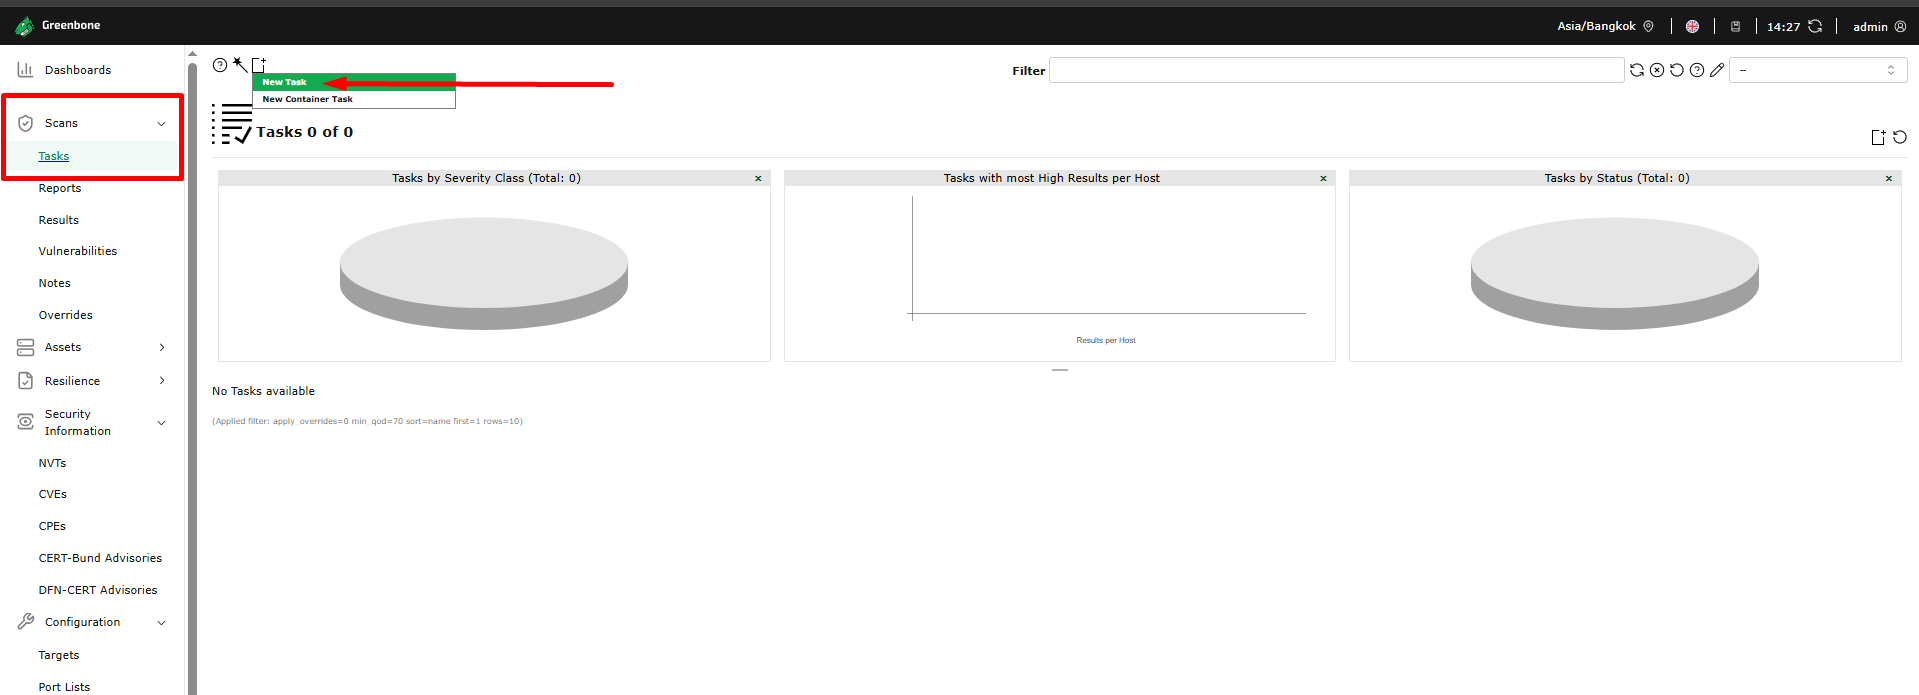 Greenbone
Asia/Bangkok
14:27
admin
Dashboards
Scans
Tasks
Reports
Results
Vulnerabilities
Notes
Overrides
Assets
Resilience
Security
Information
NVTs
CVEs
CPEs
CERT-Bund Advisories
DFN-CERT Advisories
Configuration
Targets
Port Lists
New Task
New Container Task
Filter
--
Tasks 0 of 0
Tasks by Severity Class (Total: 0)
Tasks with most High Results per Host
Results per Host
Tasks by Status (Total: 0)
No Tasks available
(Applied filter: apply_overrides=0 min_qod=70 sort=name first=1 rows=10)